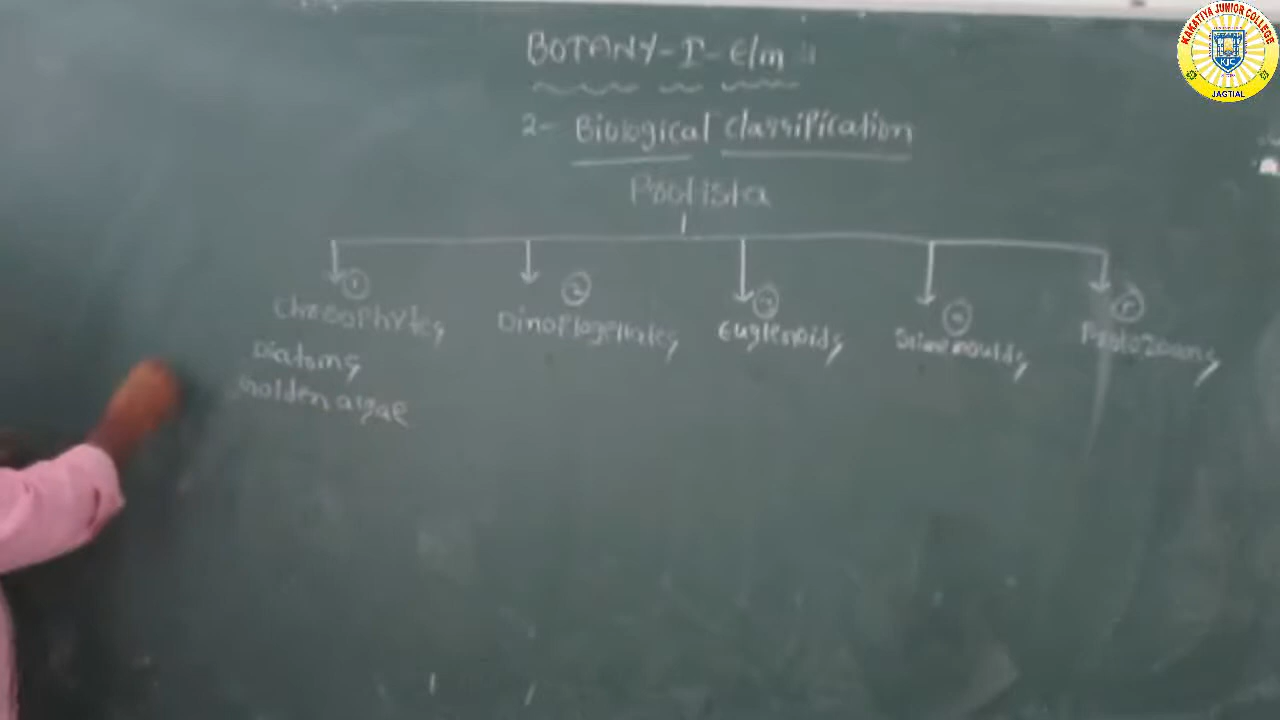 BOTANY-I-E/m
2- Biological classification
Protista
1 2 3 4 5
Chrysophytes Dinoflagellates Euglenoids Slime moulds Protozoans
Diatoms
Golden algae
KAKATIYA JUNIOR COLLEGE
KJC
JAGTIAL